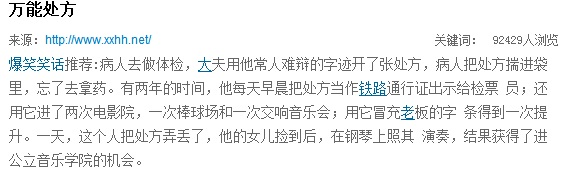 万能处方
来源：http://www.xxhh.net/ 关键词： 92429人浏览
爆笑笑话推荐:病人去做体检，大夫用他常人难辩的字迹开了张处方，病人把处方揣进袋
里，忘了去拿药。有两年的时间，他每天早晨把处方当作铁路通行证出示给检票 员；还
用它进了两次电影院，一次棒球场和一次交响音乐会；用它冒充老板的字 条得到一次提
升。一天，这个人把处方弄丢了，他的女儿捡到后，在钢琴上照其 演奏，结果获得了进
公立音乐学院的机会。